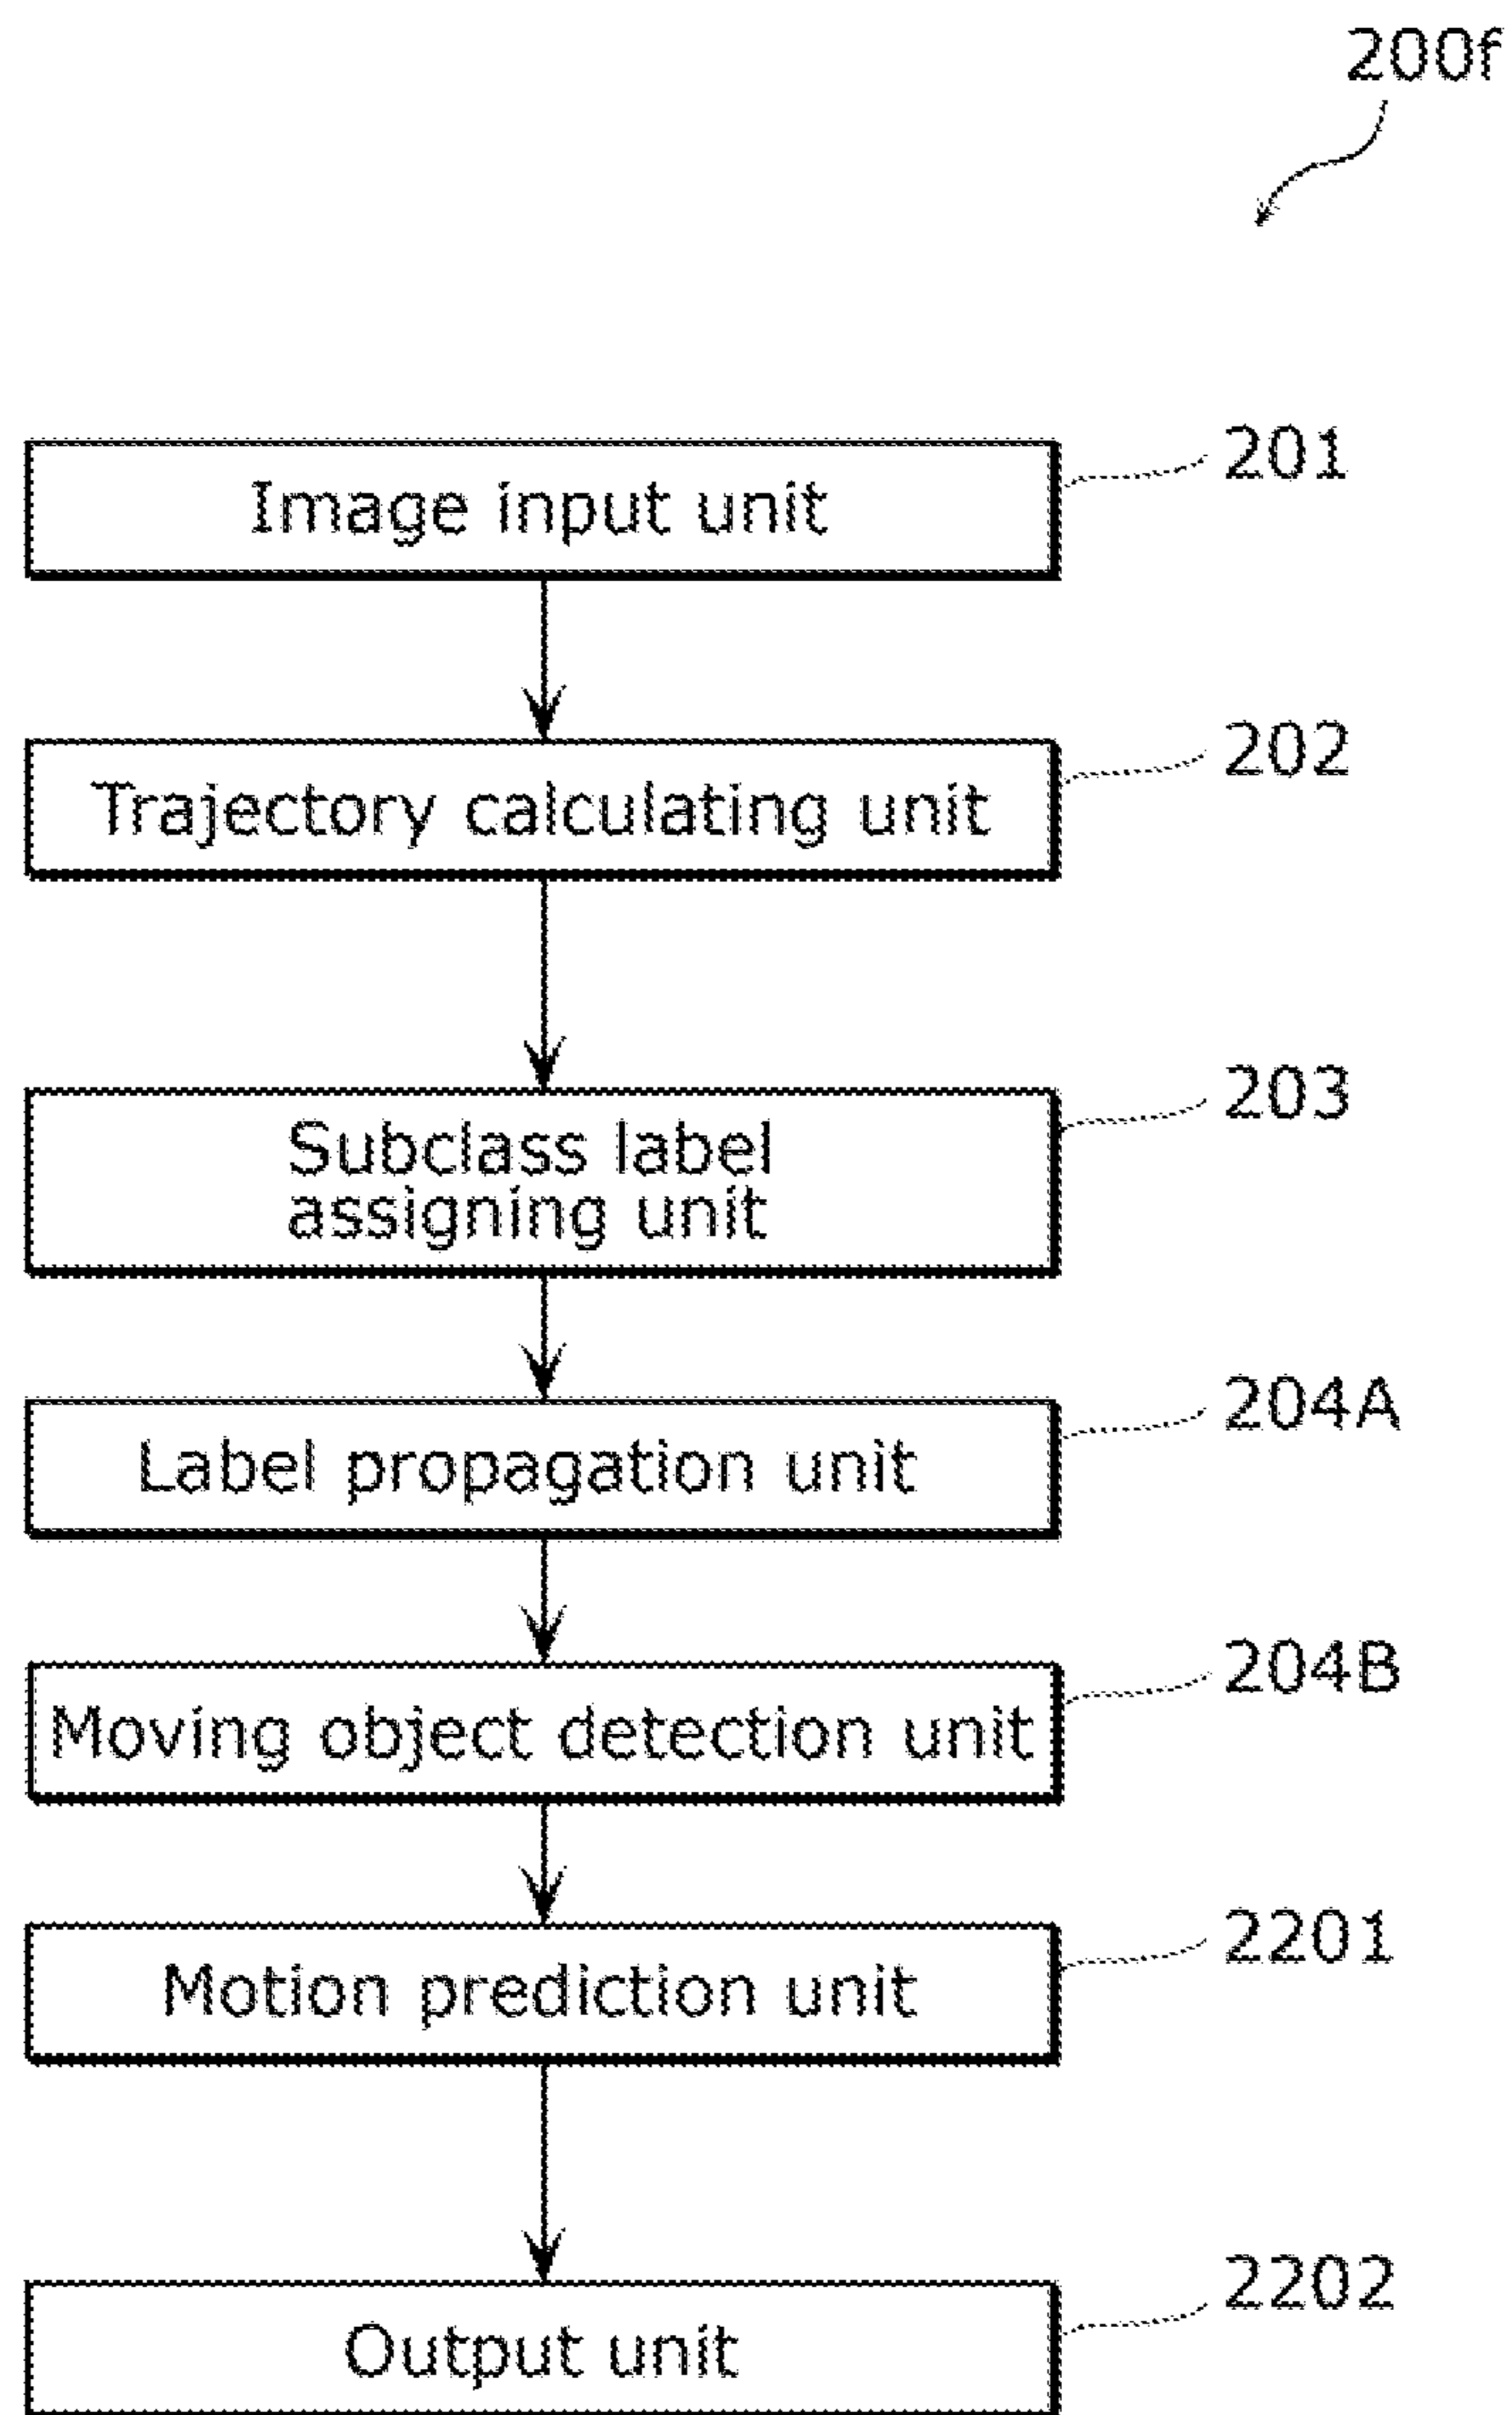 200f
Image input unit
201
Trajectory calculating unit
202
Subclass label
assigning unit
203
Label propagation unit
204A
Moving object detection unit
204B
Motion prediction unit
2201
Output unit
2202